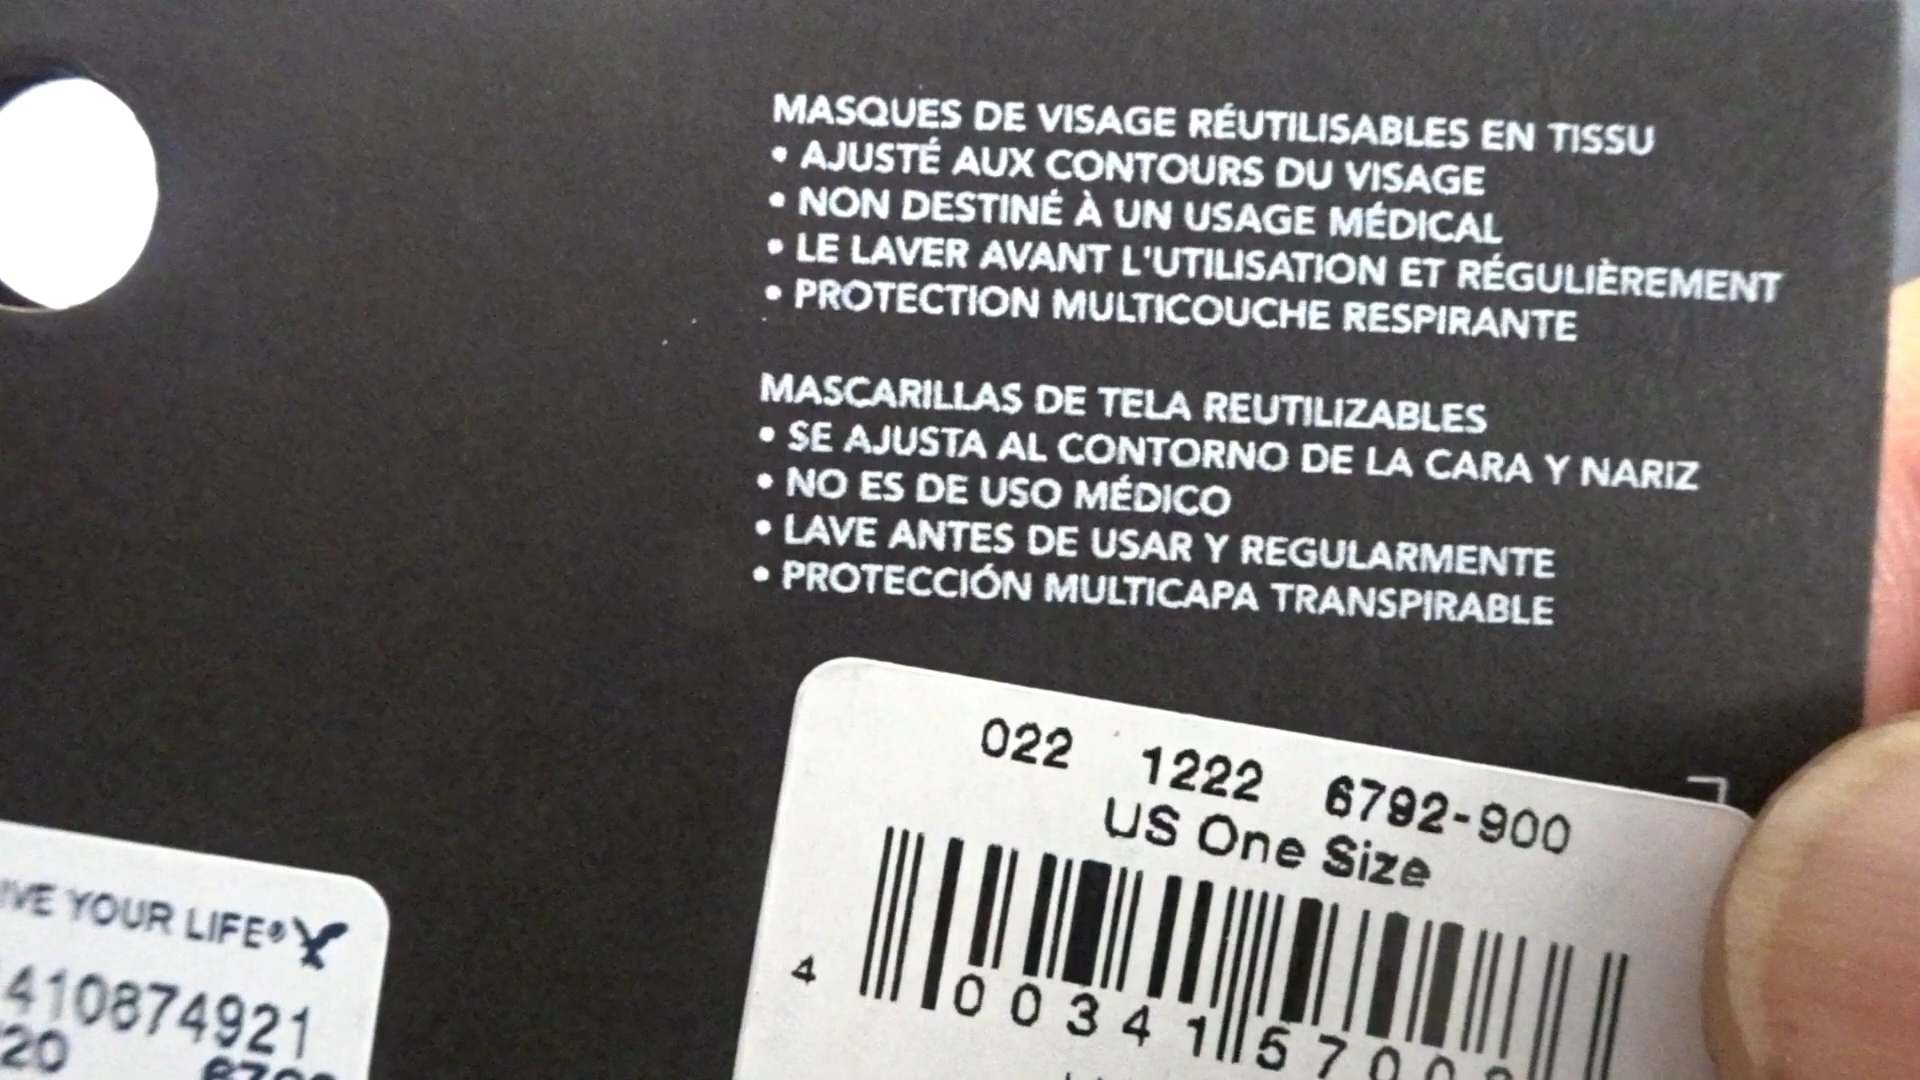 MASQUES DE VISAGE RÉUTILISABLES EN TISSU
• AJUSTÉ AUX CONTOURS DU VISAGE
• NON DESTINÉ À UN USAGE MÉDICAL
• LE LAVER AVANT L'UTILISATION ET RÉGULIÈREMENT
• PROTECTION MULTICOUCHE RESPIRANTE
MASCARILLAS DE TELA REUTILIZABLES
• SE AJUSTA AL CONTORNO DE LA CARA Y NARIZ
• NO ES DE USO MÉDICO
• LAVE ANTES DE USAR Y REGULARMENTE
• PROTECCIÓN MULTICAPA TRANSPIRABLE
022 1222 6792-900
US One Size
4 00341 5700
YOUR LIFE®
410874921
20